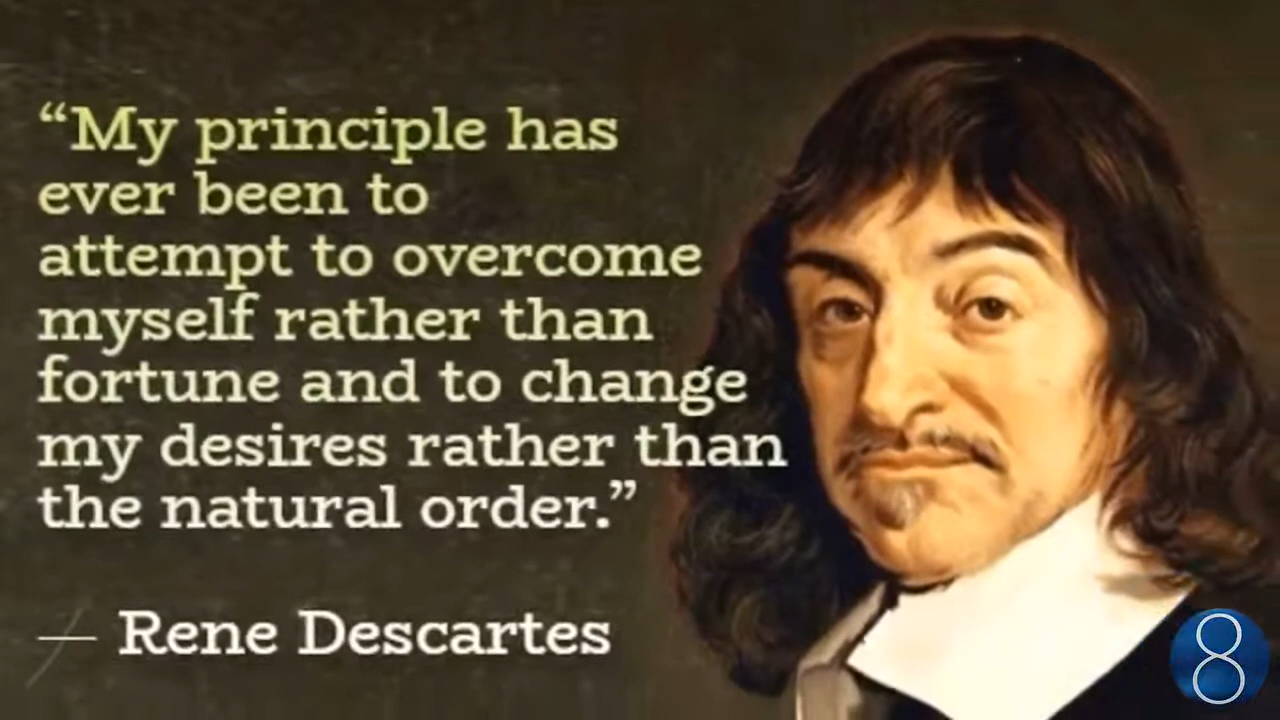 “My principle has
ever been to
attempt to overcome
myself rather than
fortune and to change
my desires rather than
the natural order.”
— Rene Descartes
8